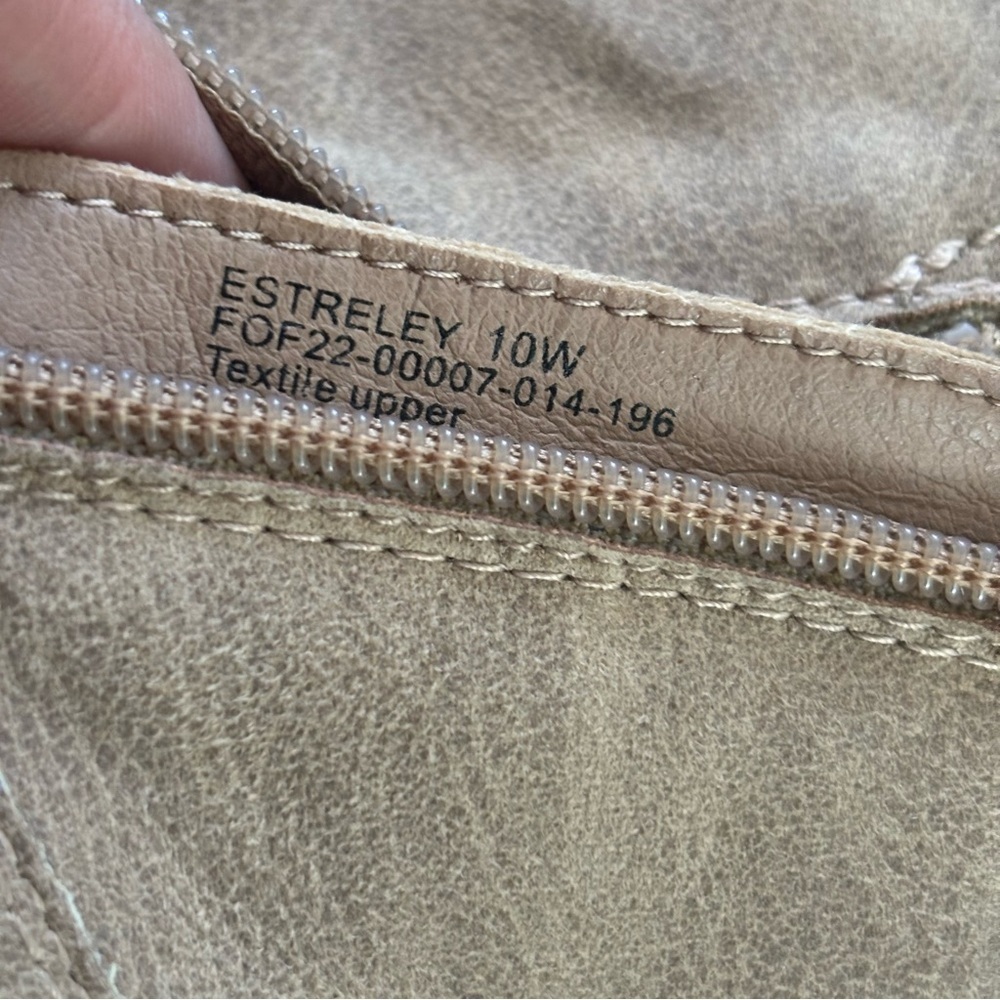 ESTRELEY 10W
FOF22-00007-014-196
Textile upper